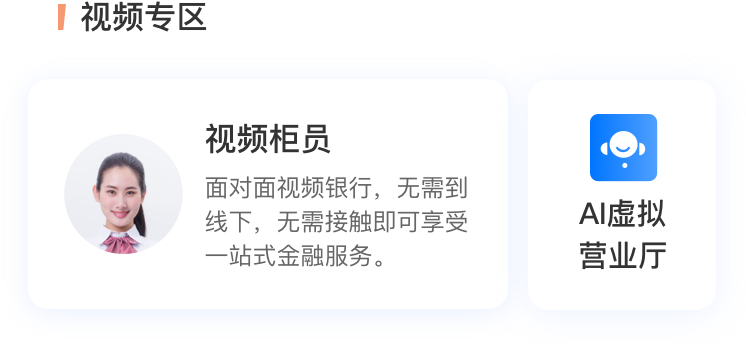 视频专区
视频柜员
面对面视频银行，无需到
线下，无需接触即可享受
一站式金融服务。
AI虚拟
营业厅